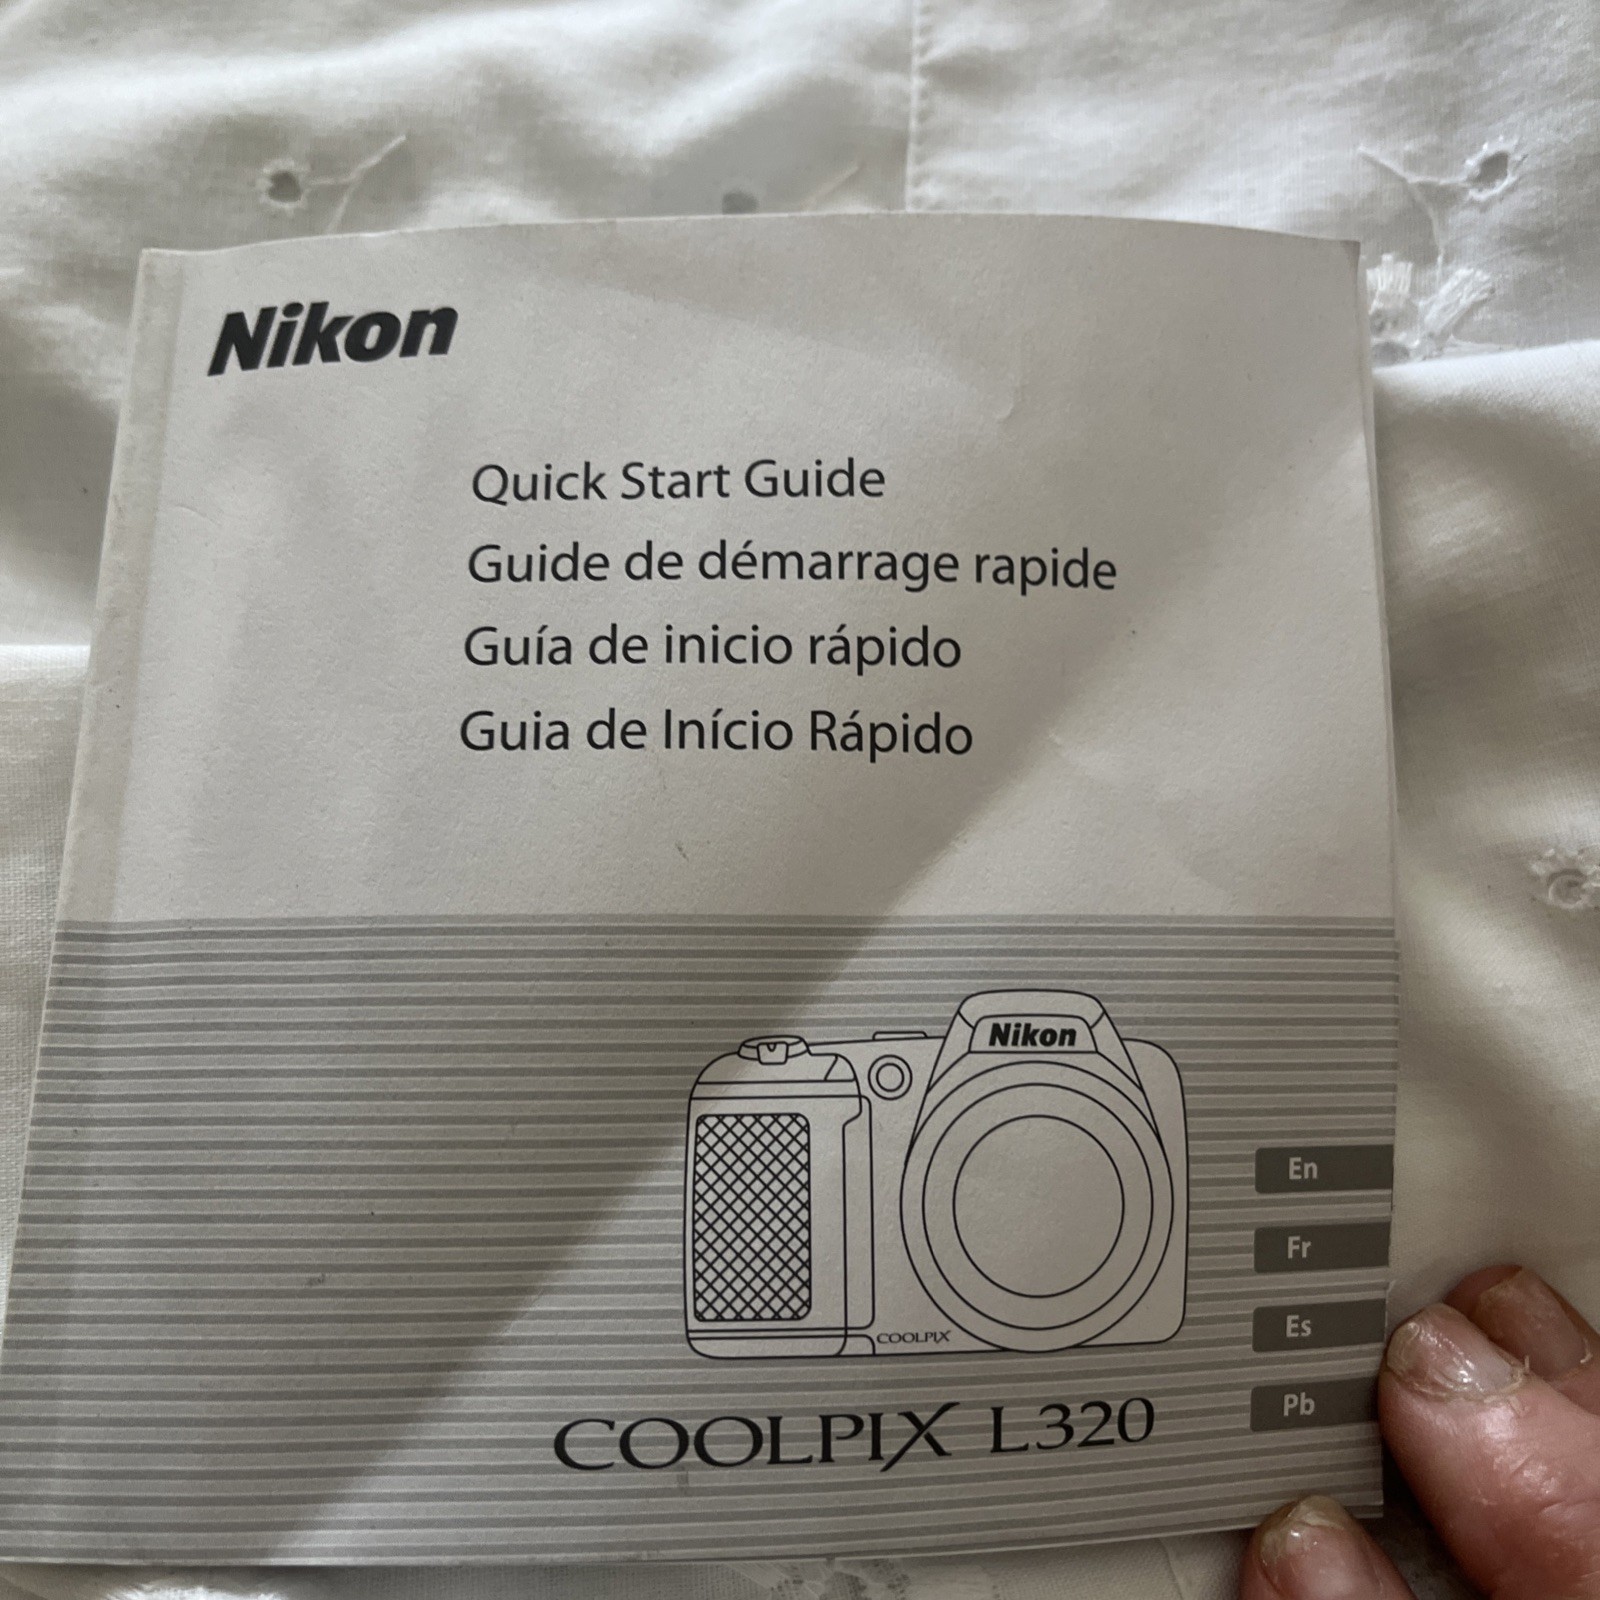 Nikon
Quick Start Guide
Guide de démarrage rapide
Guía de inicio rápido
Guia de Início Rápido
Nikon
En
Fr
Es
COOLPIX
Pb
COOLPIX L320